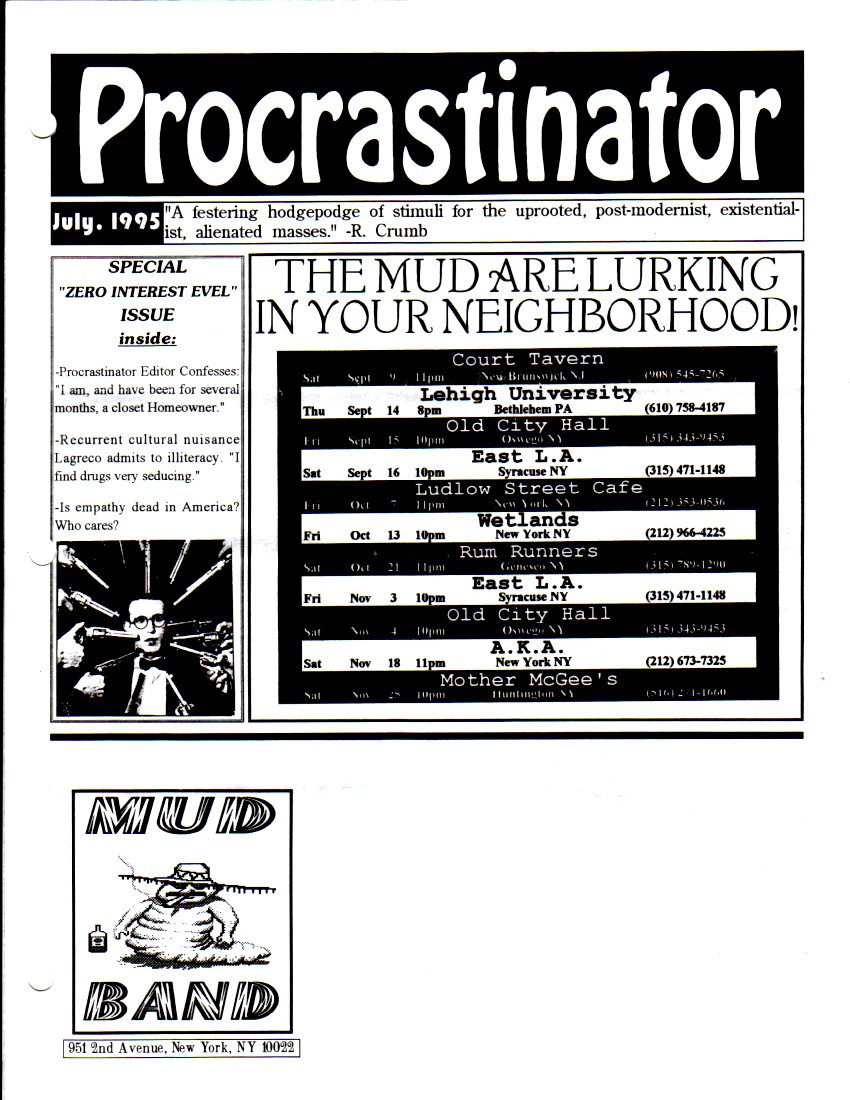 Procrastinator
July. 1995
"A festering hodgepodge of stimuli for the uprooted, post-modernist, existential-
ist, alienated masses." -R. Crumb
SPECIAL
"ZERO INTEREST EVEL"
ISSUE
inside:
-Procrastinator Editor Confesses:
"I am, and have been for several
months, a closet Homeowner."
-Recurrent cultural nuisance
Lagreco admits to illiteracy. "I
find drugs very seducing."
-Is empathy dead in America?
Who cares?
THE MUD ARE LURKING
IN YOUR NEIGHBORHOOD!
Court Tavern
Sat Sept 9 11pm New Brunswick NJ (908) 545-7265
Lehigh University
Thu Sept 14 8pm Bethlehem PA (610) 758-4187
Old City Hall
Fri Sept 15 10pm Oswego NY (315) 343-9453
East L.A.
Sat Sept 16 10pm Syracuse NY (315) 471-1148
Ludlow Street Cafe
Fri Oct 7 11pm New York NY (212) 353-0536
Wetlands
Fri Oct 13 10pm New York NY (212) 966-4225
Rum Runners
Sat Oct 21 11pm Geneseo NY (315) 789-1290
East L.A.
Fri Nov 3 10pm Syracuse NY (315) 471-1148
Old City Hall
Sat Nov 4 10pm Oswego NY (315) 343-9453
A.K.A.
Sat Nov 18 11pm New York NY (212) 673-7325
Mother McGee's
Sat Nov 25 10pm Huntington NY (516) 271-1660
MUD
BAND
951 2nd Avenue, New York, NY 10022